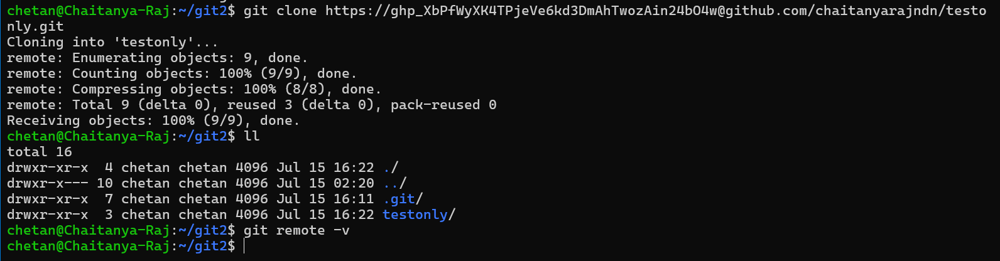 chetan@Chaitanya-Raj:~/git2$ git clone https://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@github.com/chaitanyarajndn/testo
nly.git
Cloning into 'testonly'...
remote: Enumerating objects: 9, done.
remote: Counting objects: 100% (9/9), done.
remote: Compressing objects: 100% (8/8), done.
remote: Total 9 (delta 0), reused 3 (delta 0), pack-reused 0
Receiving objects: 100% (9/9), done.
chetan@Chaitanya-Raj:~/git2$ ll
total 16
drwxr-xr-x  4 chetan chetan 4096 Jul 15 16:22 ./
drwxr-x--- 10 chetan chetan 4096 Jul 15 02:20 ../
drwxr-xr-x  7 chetan chetan 4096 Jul 15 16:11 .git/
drwxr-xr-x  3 chetan chetan 4096 Jul 15 16:22 testonly/
chetan@Chaitanya-Raj:~/git2$ git remote -v
chetan@Chaitanya-Raj:~/git2$